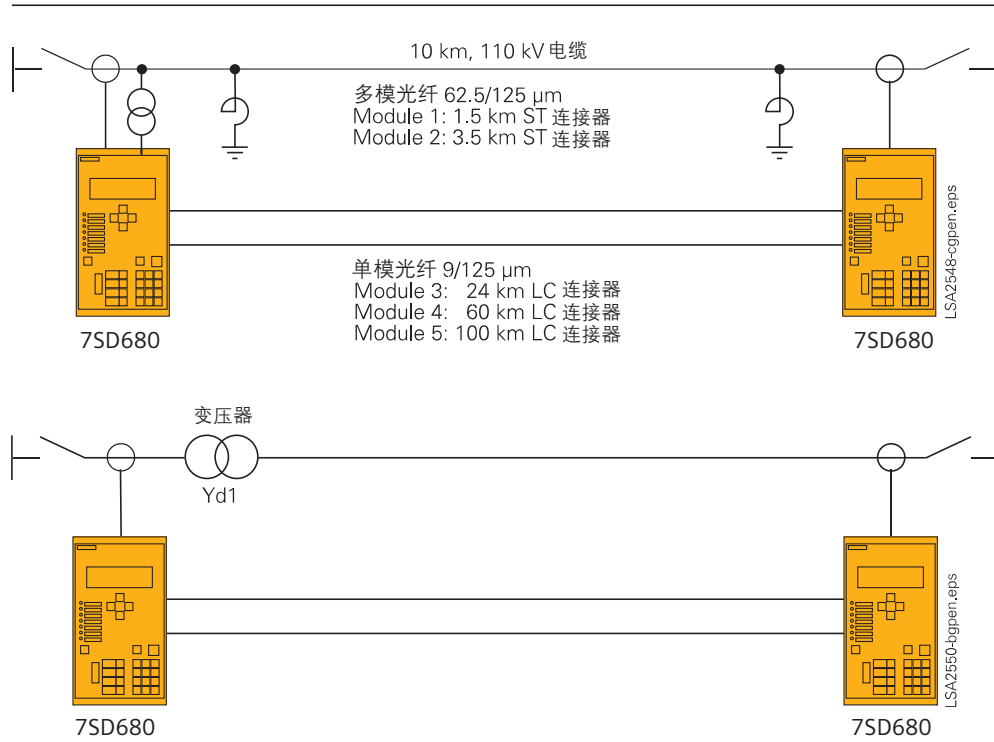 10 km, 110 kV 电缆
多模光纤 62.5/125 μm
Module 1: 1.5 km ST 连接器
Module 2: 3.5 km ST 连接器
单模光纤 9/125 μm
Module 3: 24 km LC 连接器
Module 4: 60 km LC 连接器
Module 5: 100 km LC 连接器
7SD680
7SD680
LSA2548-cgpen.eps
变压器
Yd1
7SD680
7SD680
LSA2550-bgpen.eps